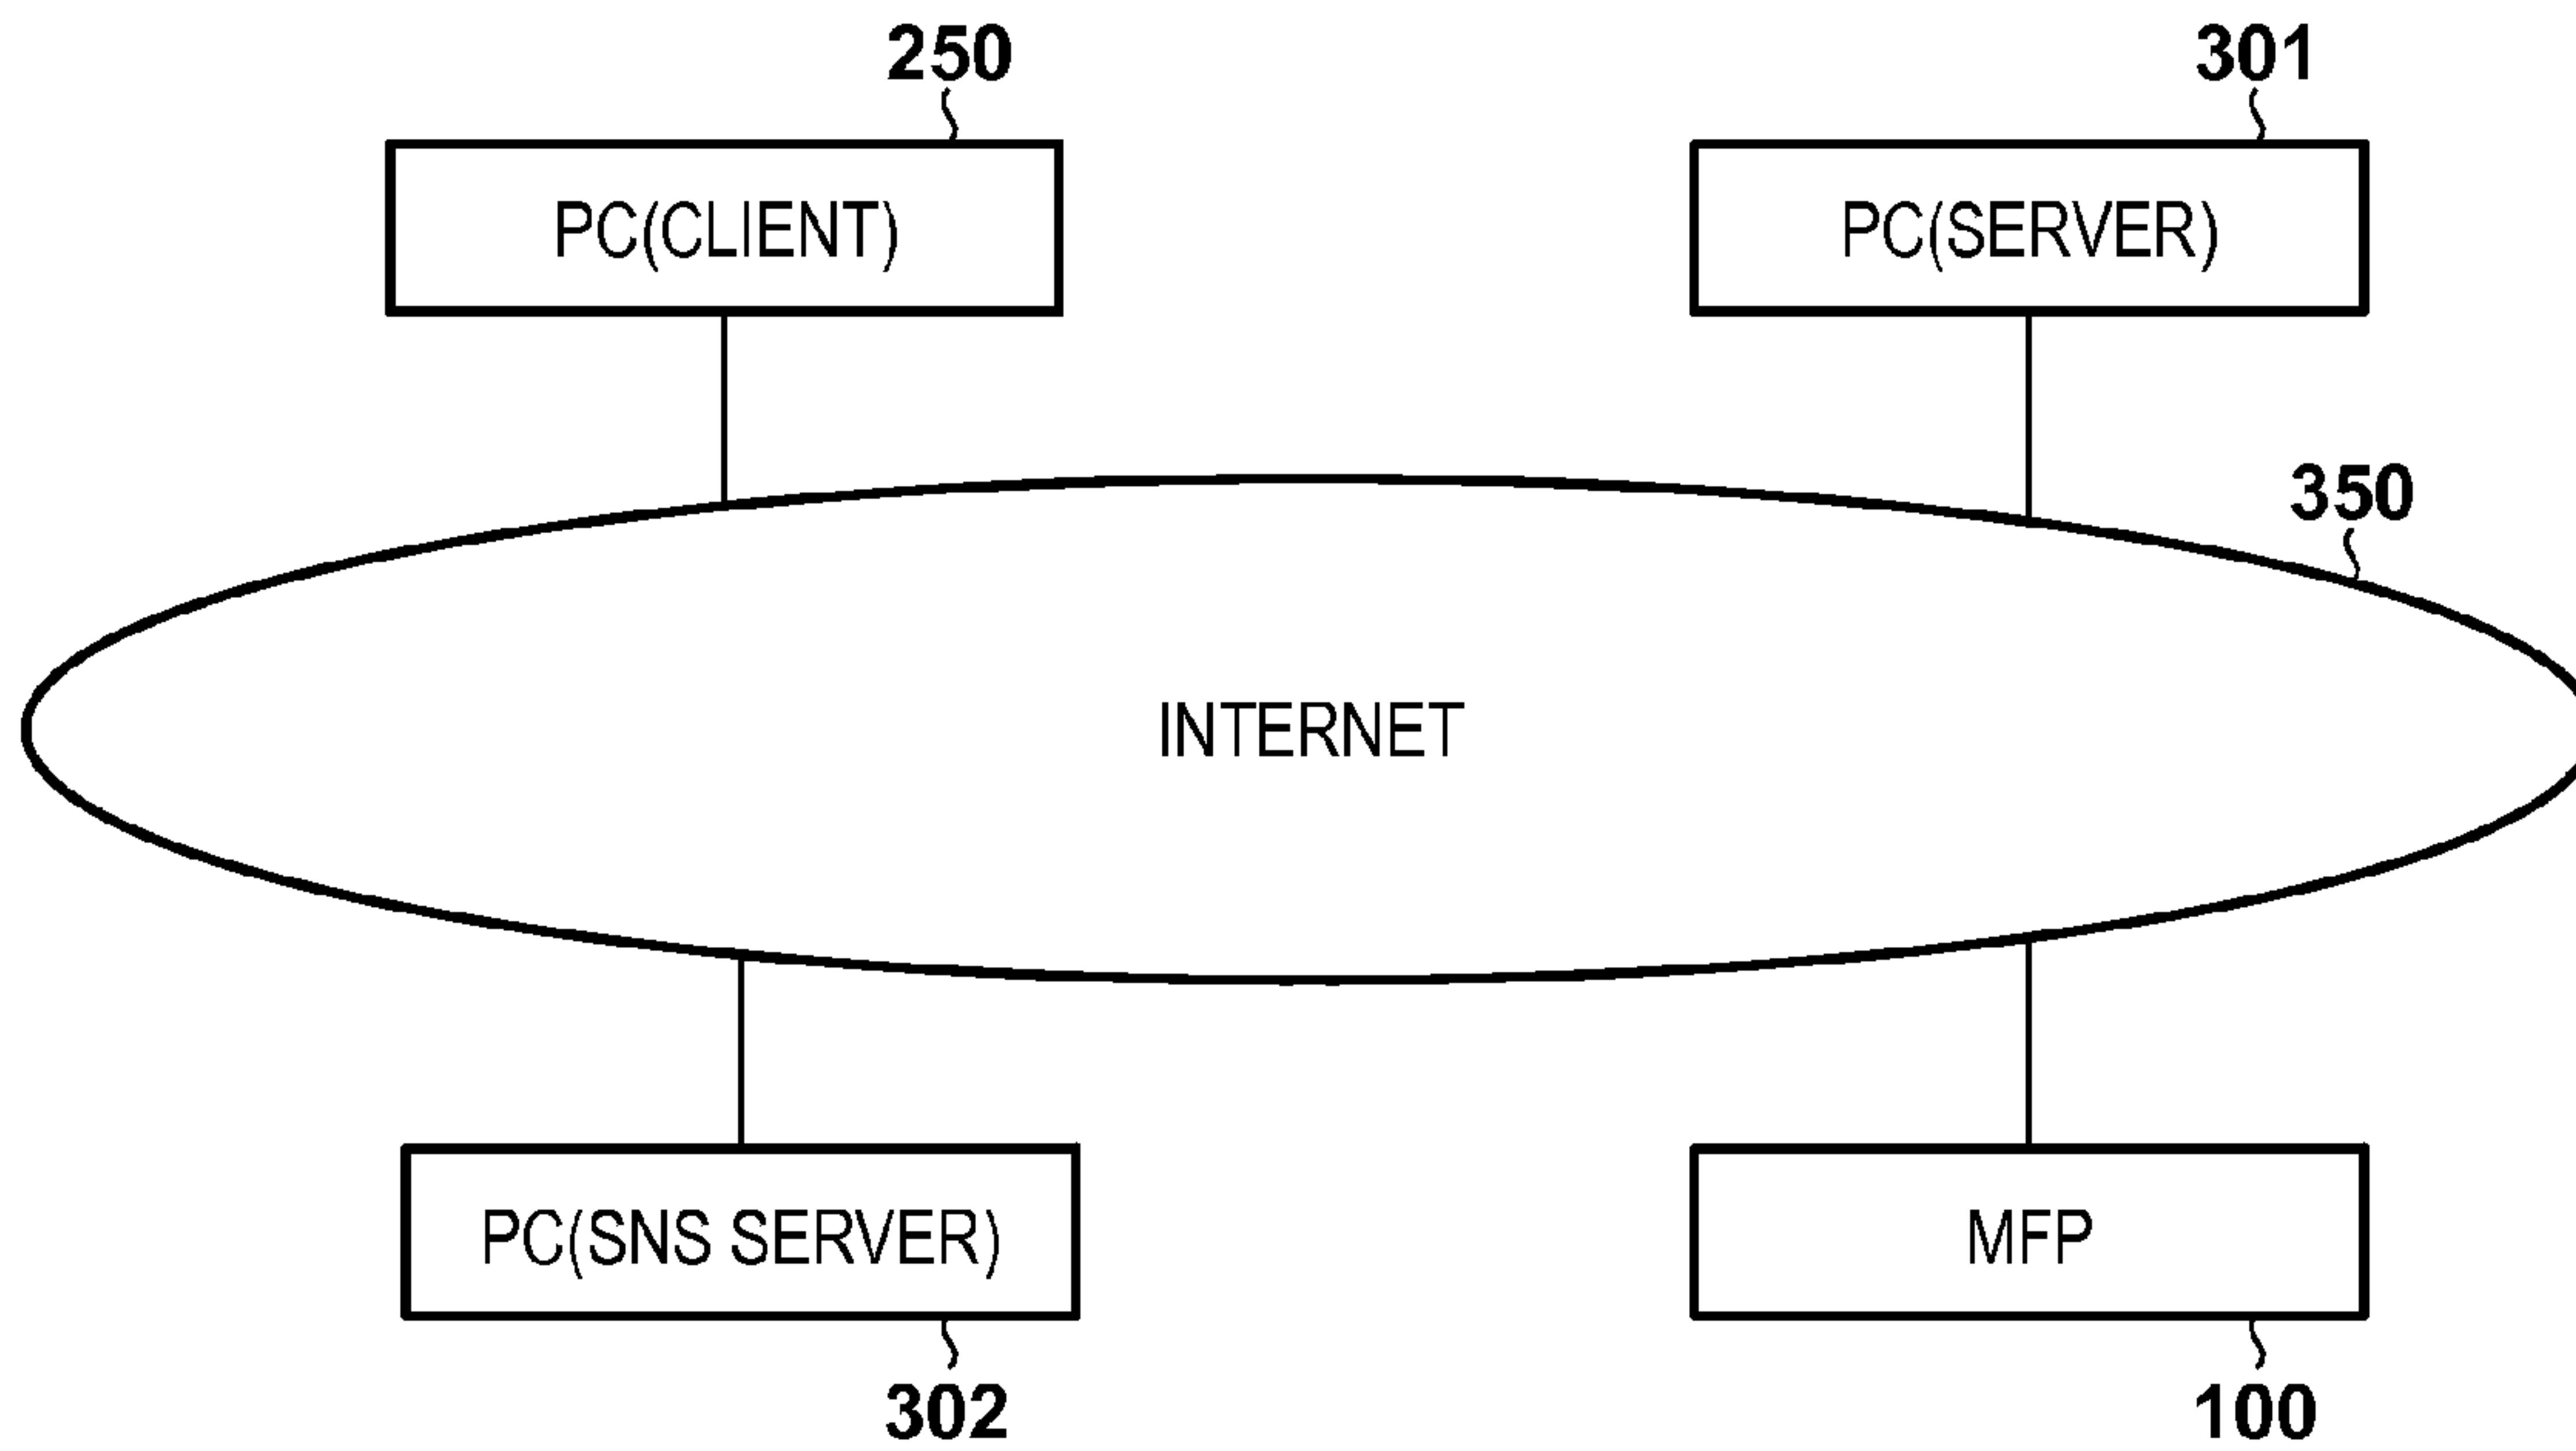 250
301
PC(CLIENT)
PC(SERVER)
350
INTERNET
PC(SNS SERVER)
MFP
302
100